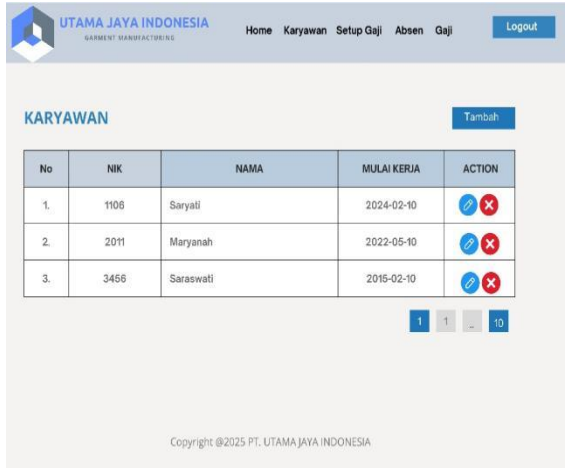 UTAMA JAYA INDONESIA
GARMENT MANUFACTURING
Home Karyawan Setup Gaji Absen Gaji Logout
KARYAWAN
Tambah
No NIK NAMA MULAI KERJA ACTION
1. 1106 Saryati 2024-02-10
2. 2011 Maryanah 2022-05-10
3. 3456 Saraswati 2015-02-10
1 1 _ 10
Copyright @2025 PT. UTAMA JAYA INDONESIA